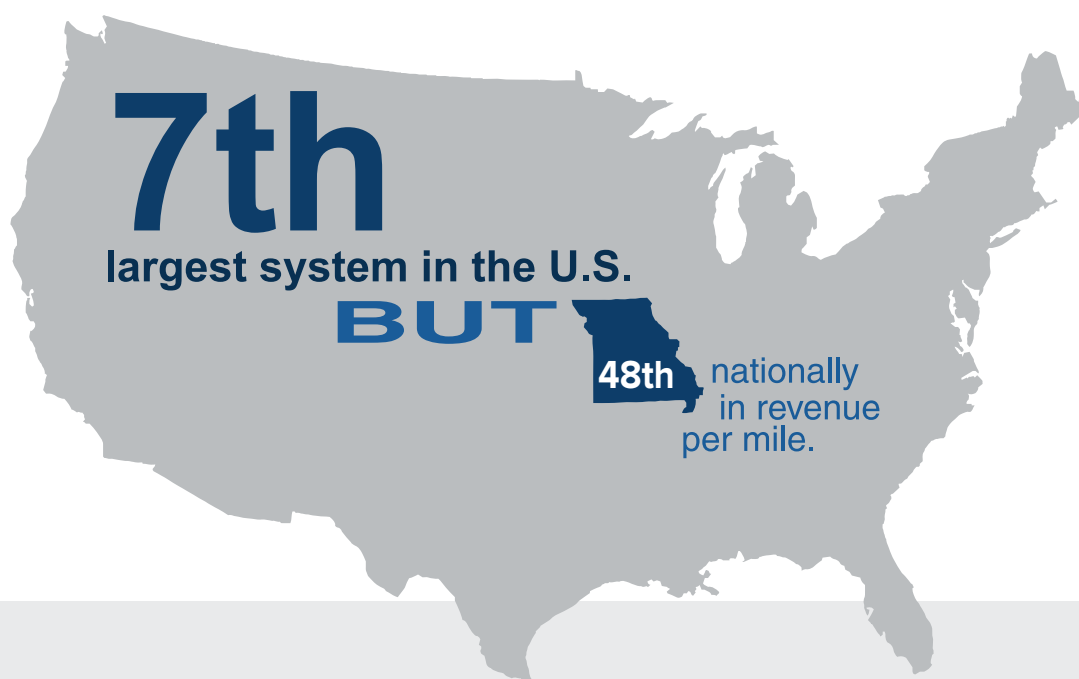 7th
largest system in the U.S.
BUT
48th
nationally
in revenue
per mile.